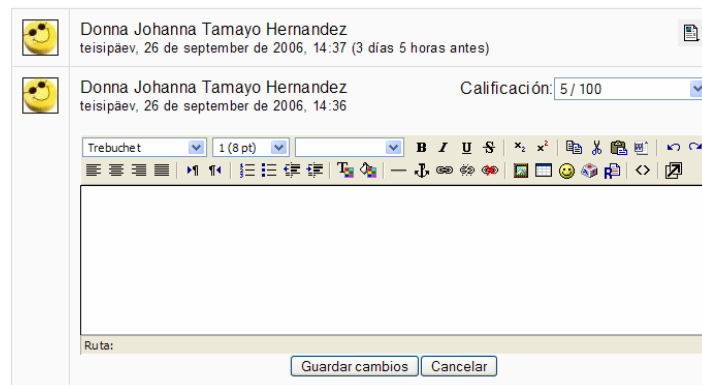 Donna Johanna Tamayo Hernandez
teisipäev, 26 de september de 2006, 14:37 (3 días 5 horas antes)
Donna Johanna Tamayo Hernandez
Calificación: 5 / 100
teisipäev, 26 de september de 2006, 14:36
Trebuchet 1 (8 pt) B I U S x₂ x²
Ruta:
Guardar cambios Cancelar